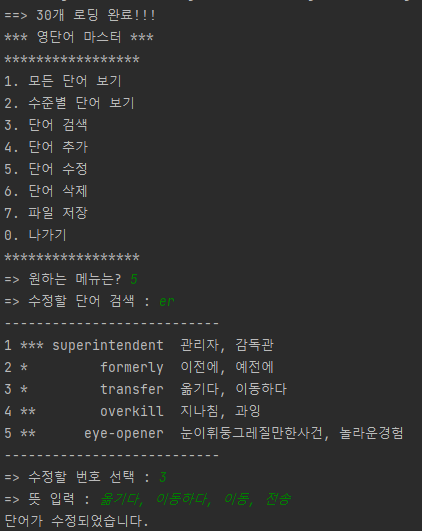 ==> 30개 로딩 완료!!!
*** 영단어 마스터 ***
*****************
1. 모든 단어 보기
2. 수준별 단어 보기
3. 단어 검색
4. 단어 추가
5. 단어 수정
6. 단어 삭제
7. 파일 저장
0. 나가기
*****************
=> 원하는 메뉴는? 5
=> 수정할 단어 검색 : er
---------------------------
1 *** superintendent  관리자, 감독관
2 *         formerly  이전에, 예전에
3 *         transfer  옮기다, 이동하다
4 **        overkill  지나침, 과잉
5 **      eye-opener  눈이휘둥그레질만한사건, 놀라운경험
---------------------------
=> 수정할 번호 선택 : 3
=> 뜻 입력 : 옮기다, 이동하다, 이동, 전송
단어가 수정되었습니다.